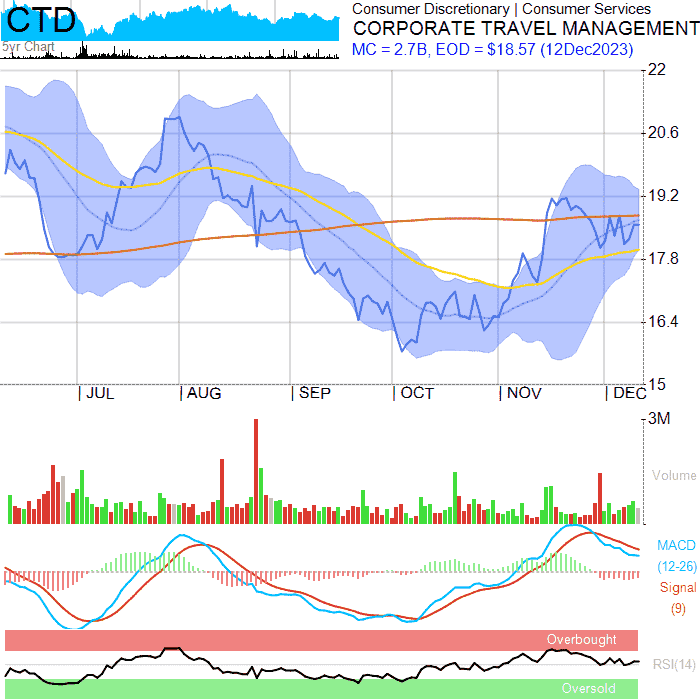 CTD
5yr Chart
Consumer Discretionary | Consumer Services
CORPORATE TRAVEL MANAGEMENT
MC = 2.7B, EOD = $18.57 (12Dec2023)
22
20.6
19.2
17.8
16.4
15
JUL AUG SEP OCT NOV DEC
3M
Volume
MACD
(12-26)
Signal
(9)
Overbought
RSI(14)
Oversold